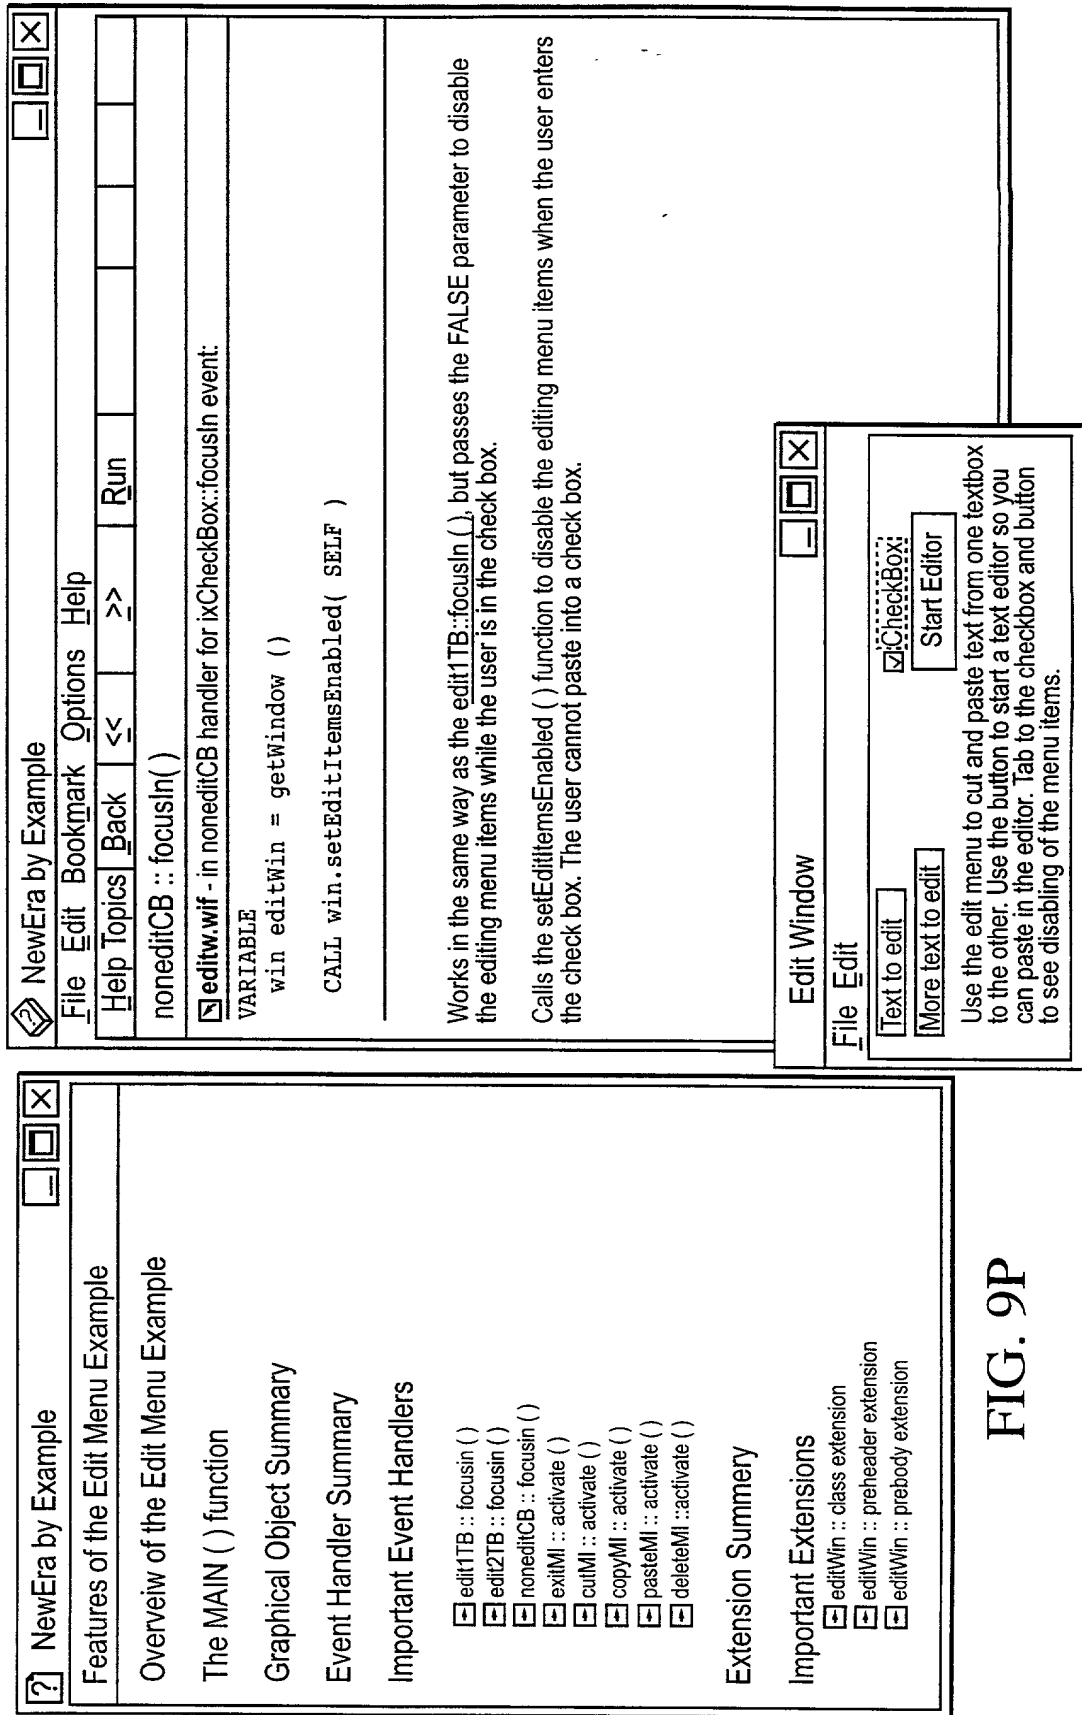 NewEra by Example
Features of the Edit Menu Example
Overveiw of the Edit Menu Example
The MAIN ( ) function
Graphical Object Summary
Event Handler Summary
Important Event Handlers
edit1TB :: focusin ( )
edit2TB :: focusin ( )
noneditCB :: focusin ( )
exitMI :: activate ( )
cutMI :: activate ( )
copyMI :: activate ( )
pasteMI :: activate ( )
deleteMI ::activate ( )
Extension Summery
Important Extensions
editWin :: class extension
editWin :: preheader extension
editWin :: prebody extension
NewEra by Example
File Edit Bookmark Options Help
Help Topics Back << >> Run
noneditCB :: focusIn( )
editw.wif - in noneditCB handler for ixCheckBox::focusIn event:
VARIABLE
win editWin = getWindow ()
CALL win.setEditItemsEnabled( SELF )
Works in the same way as the edit1TB::focusIn ( ), but passes the FALSE parameter to disable
the editing menu items while the user is in the check box.
Calls the setEditItemsEnabled ( ) function to disable the editing menu items when the user enters
the check box. The user cannot paste into a check box.
Edit Window
File Edit
Text to edit
CheckBox
More text to edit
Start Editor
Use the edit menu to cut and paste text from one textbox
to the other. Use the button to start a text editor so you
can paste in the editor. Tab to the checkbox and button
to see disabling of the menu items.
FIG. 9P